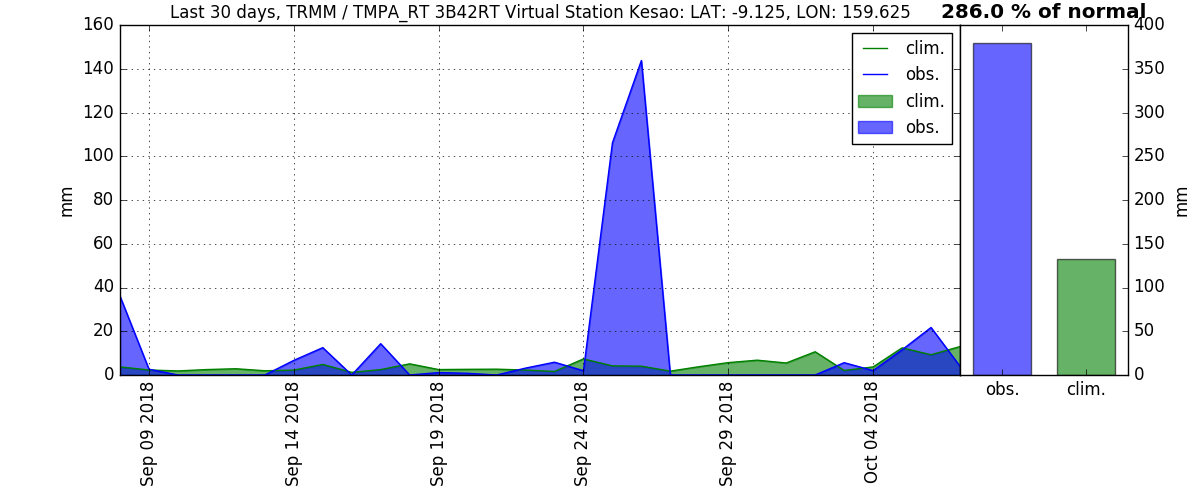 Last 30 days, TRMM / TMPA_RT 3B42RT Virtual Station Kesao: LAT: -9.125, LON: 159.625
286.0 % of normal
160
140
120
100
80
60
40
20
0
mm
clim.
obs.
clim.
obs.
Sep 09 2018
Sep 14 2018
Sep 19 2018
Sep 24 2018
Sep 29 2018
Oct 04 2018
400
350
300
250
200
150
100
50
0
mm
obs.
clim.